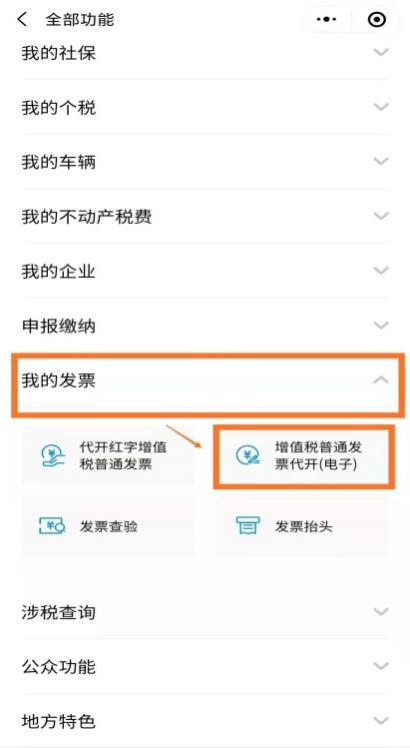 全部功能
我的社保
我的个税
我的车辆
我的不动产税费
我的企业
申报缴纳
我的发票
代开红字增值
税普通发票
增值税普通发
票代开(电子)
发票查验
发票抬头
涉税查询
公众功能
地方特色